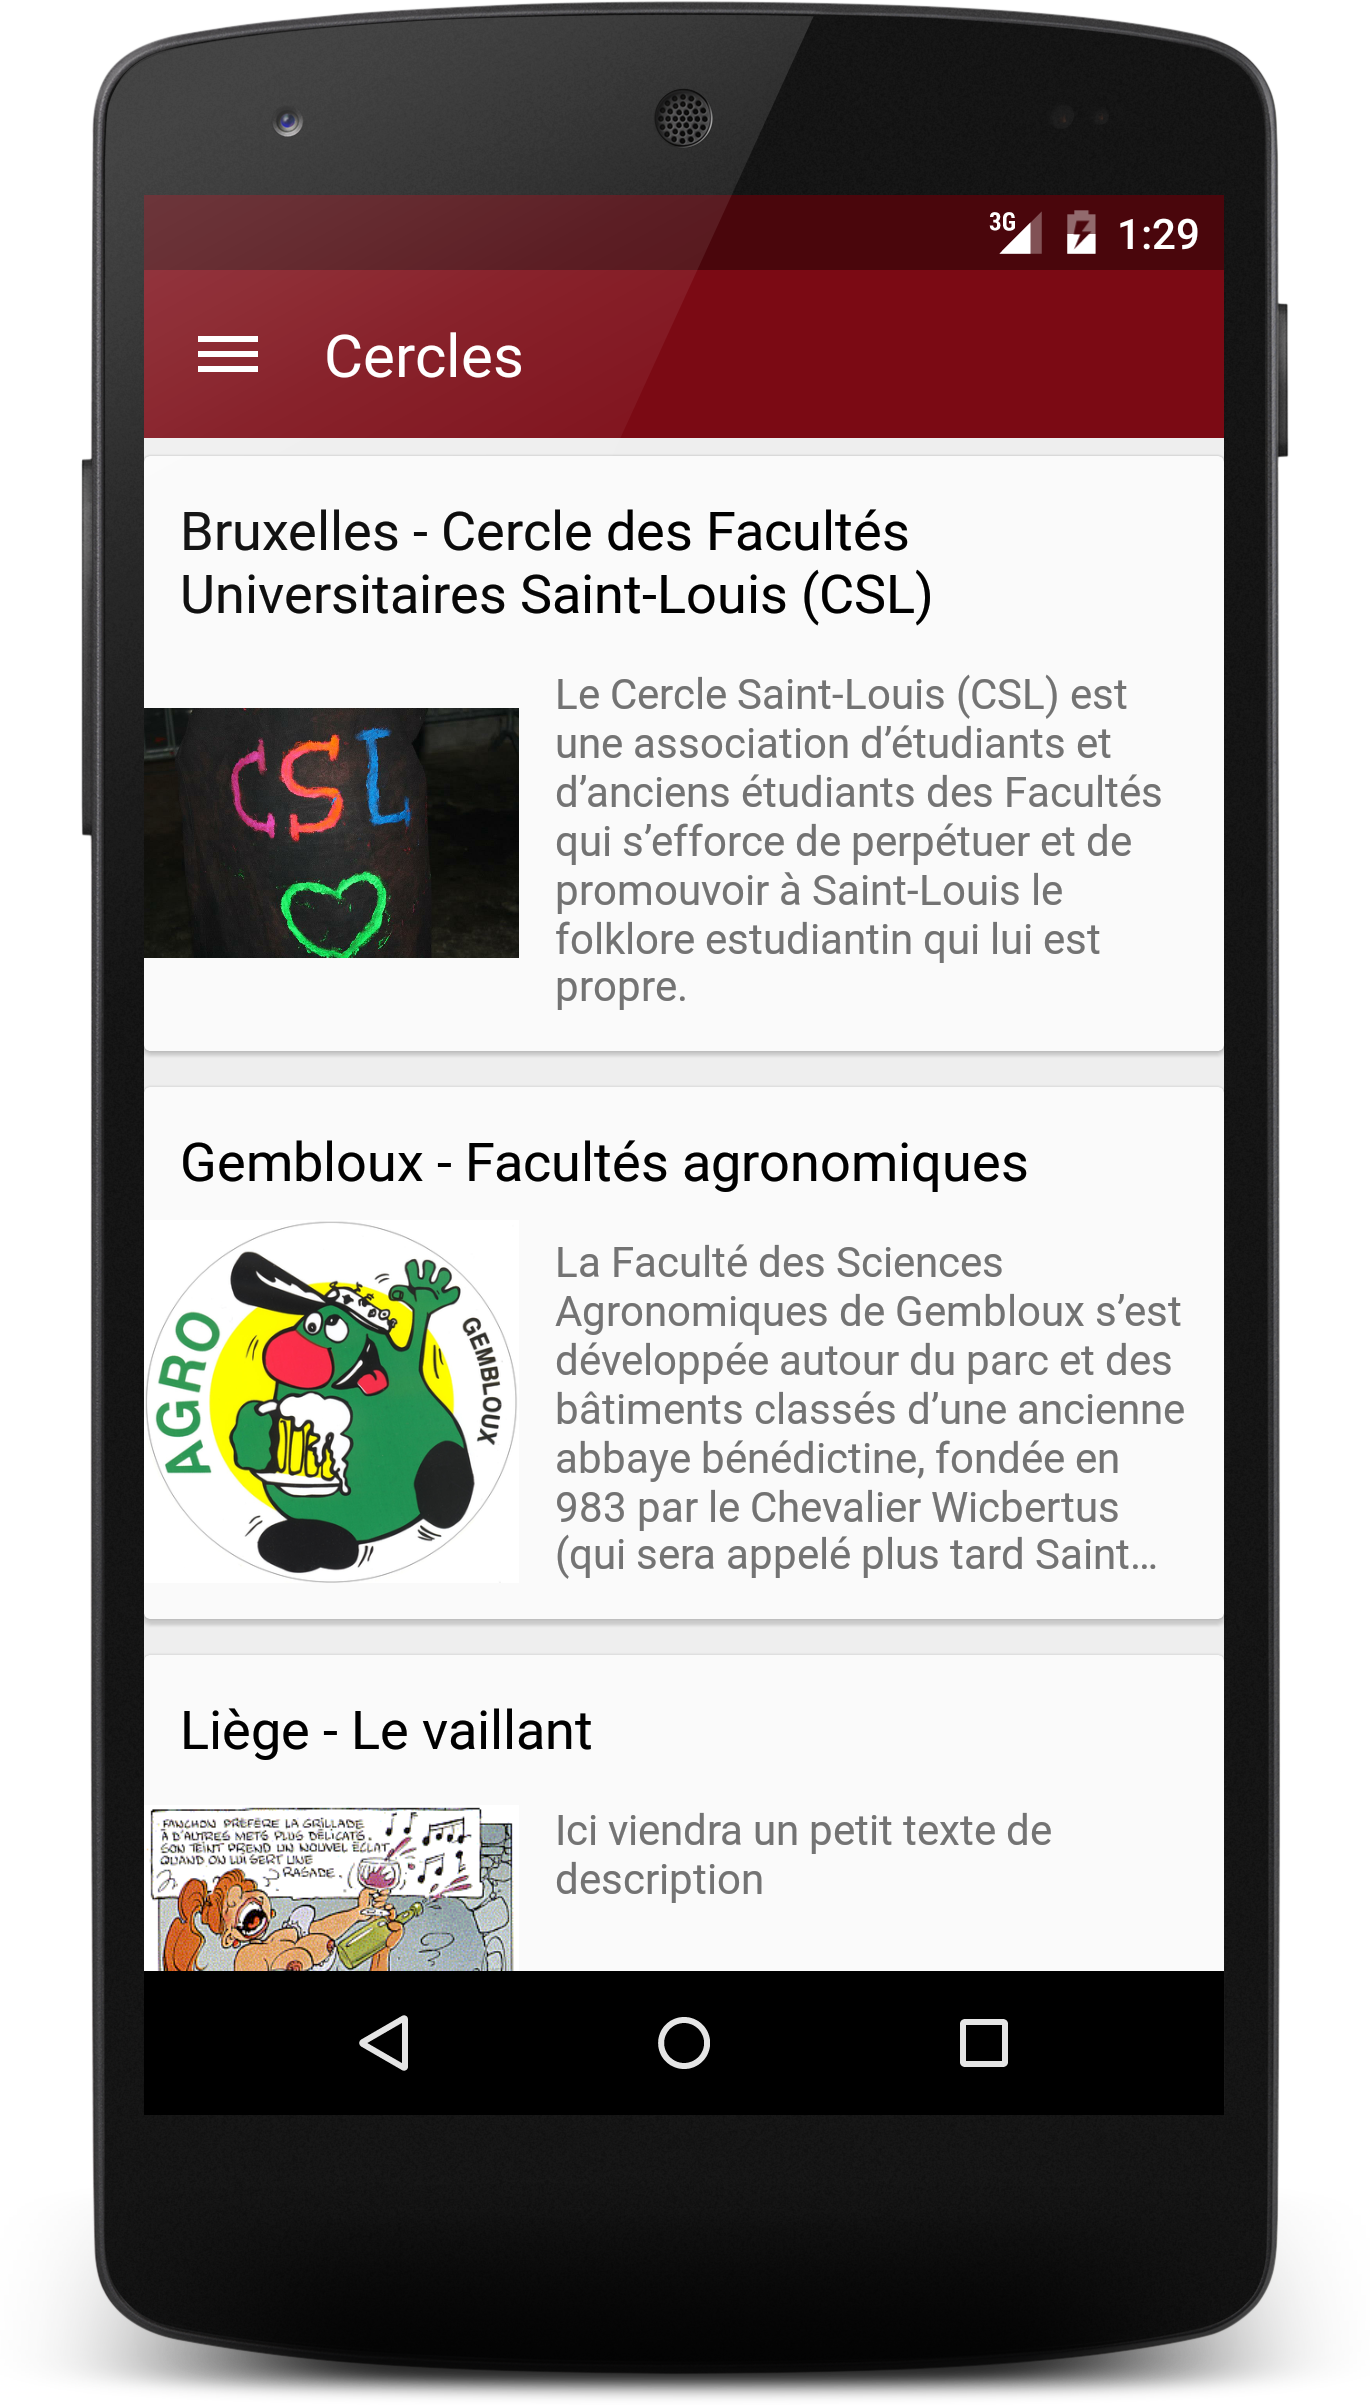 3G 1:29
Cercles
Bruxelles - Cercle des Facultés
Universitaires Saint-Louis (CSL)
CSL
Le Cercle Saint-Louis (CSL) est
une association d’étudiants et
d’anciens étudiants des Facultés
qui s’efforce de perpétuer et de
promouvoir à Saint-Louis le
folklore estudiantin qui lui est
propre.
Gembloux - Facultés agronomiques
AGRO
GEMBLOUX
La Faculté des Sciences
Agronomiques de Gembloux s’est
développée autour du parc et des
bâtiments classés d’une ancienne
abbaye bénédictine, fondée en
983 par le Chevalier Wicbertus
(qui sera appelé plus tard Saint…
Liège - Le vaillant
FANCHON PRÉFÈRE LA GRILLADE
À D'AUTRES METS PLUS DÉLICATS.
SON TEINT PREND UN NOUVEL ÉCLAT
QUAND ON LUI SERT UNE
RASADE.
Ici viendra un petit texte de
description